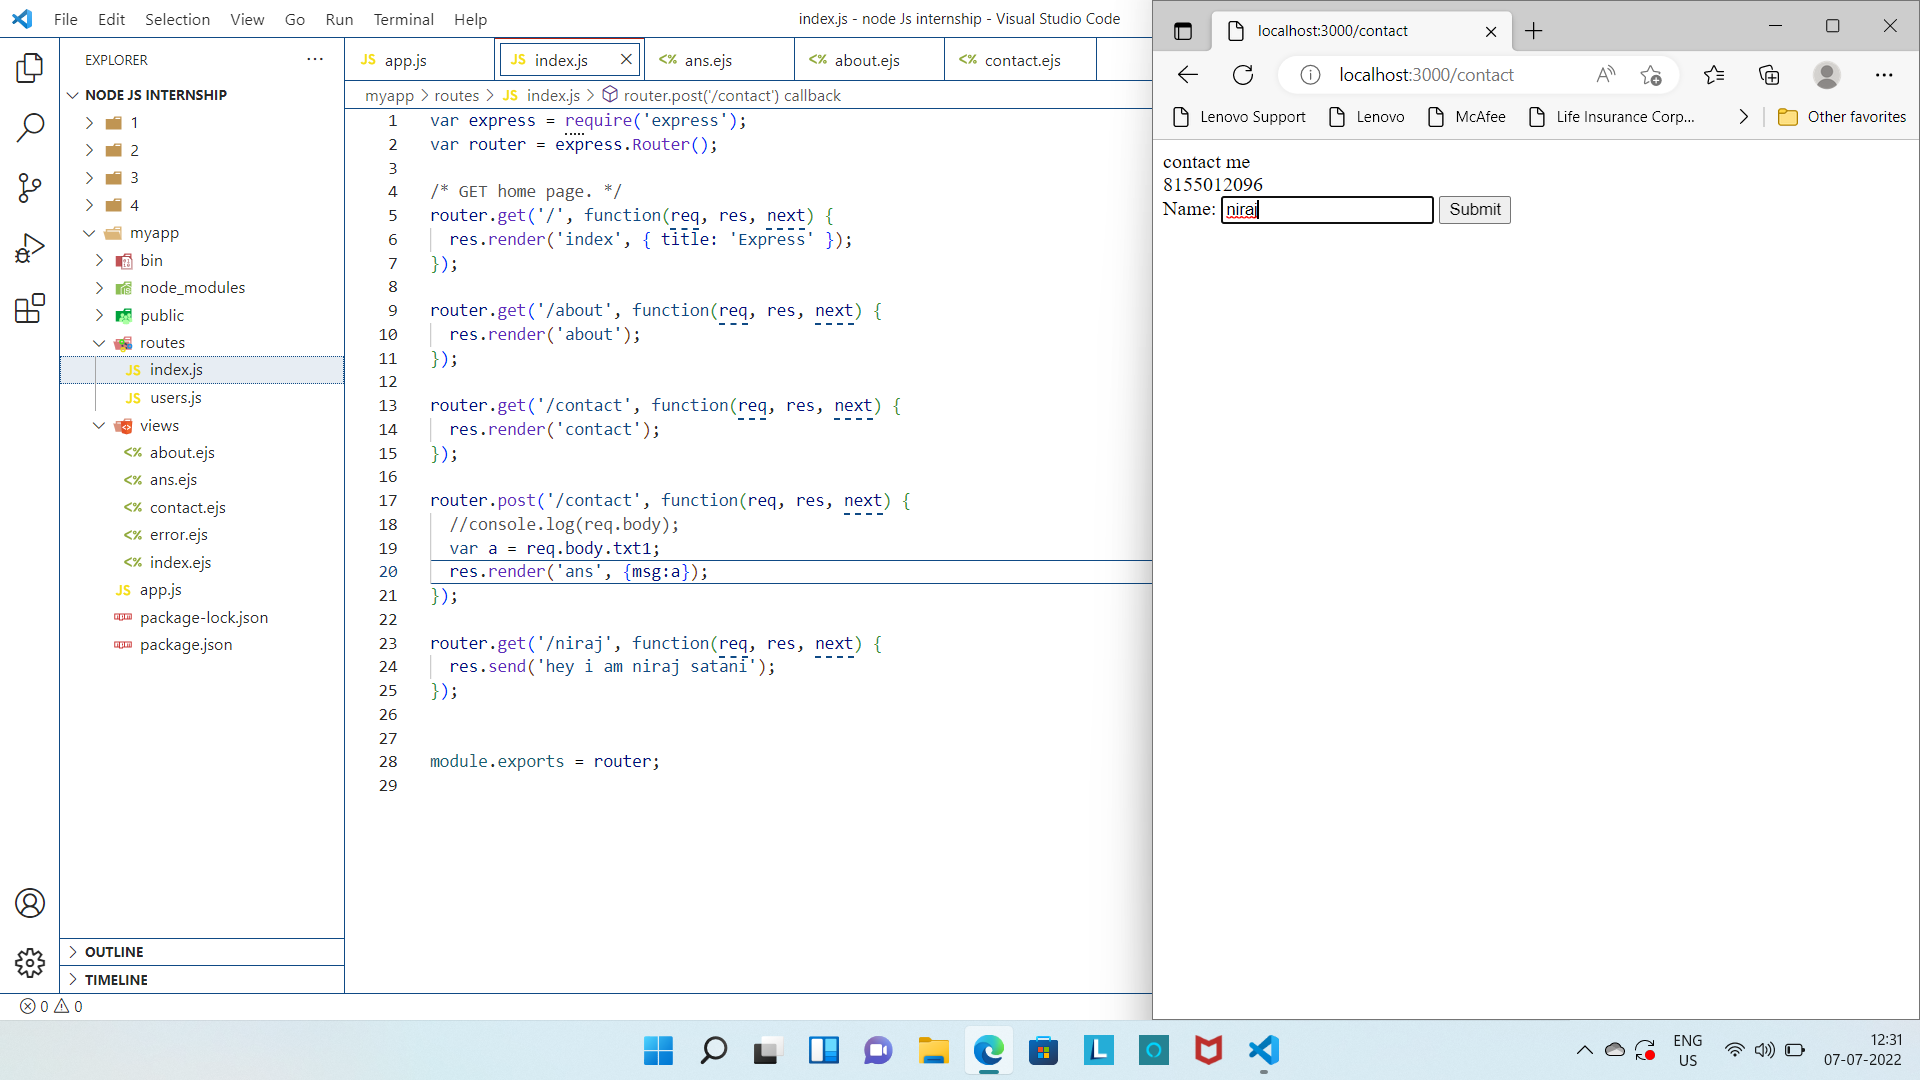 File Edit Selection View Go Run Terminal Help
index.js - node Js internship - Visual Studio Code
EXPLORER
NODE JS INTERNSHIP
1
2
3
4
myapp
bin
node_modules
public
routes
index.js
users.js
views
about.ejs
ans.ejs
contact.ejs
error.ejs
index.ejs
app.js
package-lock.json
package.json
OUTLINE
TIMELINE
0 0
JS app.js
JS index.js
<% ans.ejs
<% about.ejs
<% contact.ejs
myapp > routes > JS index.js > router.post('/contact') callback
1 var express = require('express');
2 var router = express.Router();
3
4 /* GET home page. */
5 router.get('/', function(req, res, next) {
6 res.render('index', { title: 'Express' });
7 });
8
9 router.get('/about', function(req, res, next) {
10 res.render('about');
11 });
12
13 router.get('/contact', function(req, res, next) {
14 res.render('contact');
15 });
16
17 router.post('/contact', function(req, res, next) {
18 //console.log(req.body);
19 var a = req.body.txt1;
20 res.render('ans', {msg:a});
21 });
22
23 router.get('/niraj', function(req, res, next) {
24 res.send('hey i am niraj satani');
25 });
26
27
28 module.exports = router;
29
localhost:3000/contact
localhost:3000/contact
Lenovo Support Lenovo McAfee Life Insurance Corp... Other favorites
contact me
8155012096
Name: niraj Submit
ENG
US
12:31
07-07-2022